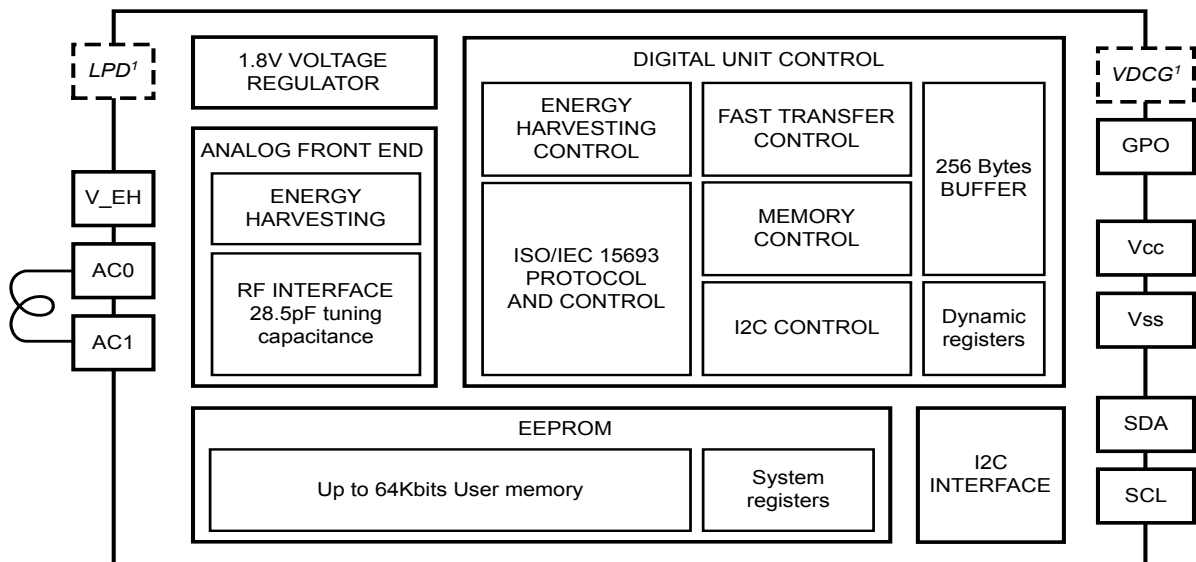 LPD¹
V_EH
AC0
AC1
1.8V VOLTAGE
REGULATOR
ANALOG FRONT END
ENERGY
HARVESTING
RF INTERFACE
28.5pF tuning
capacitance
DIGITAL UNIT CONTROL
ENERGY
HARVESTING
CONTROL
ISO/IEC 15693
PROTOCOL
AND CONTROL
FAST TRANSFER
CONTROL
MEMORY
CONTROL
I2C CONTROL
256 Bytes
BUFFER
Dynamic
registers
EEPROM
Up to 64Kbits User memory
System
registers
I2C
INTERFACE
VDCG¹
GPO
Vcc
Vss
SDA
SCL